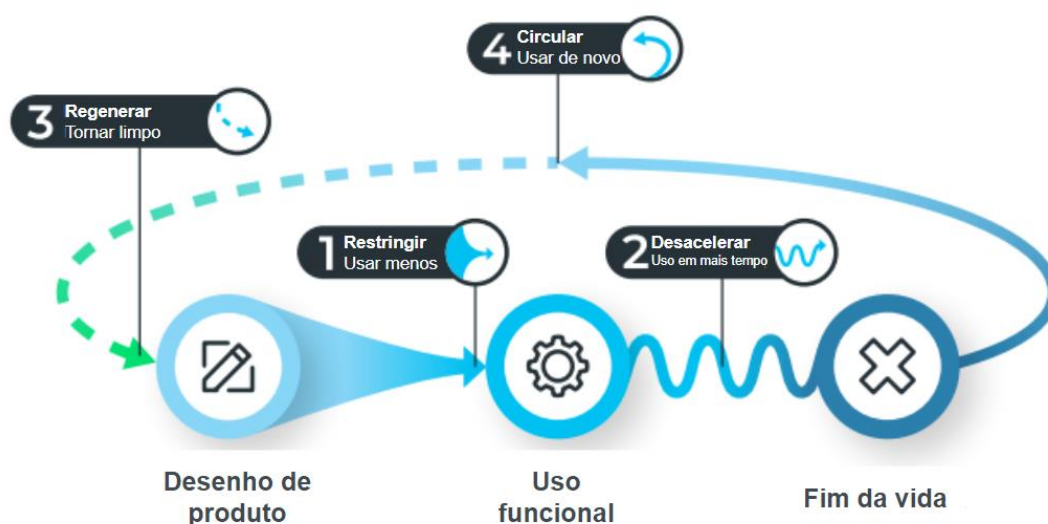 4 Circular
Usar de novo
3 Regenerar
Tornar limpo
1 Restringir
Usar menos
2 Desacelerar
Uso em mais tempo
Desenho de
produto
Uso
funcional
Fim da vida